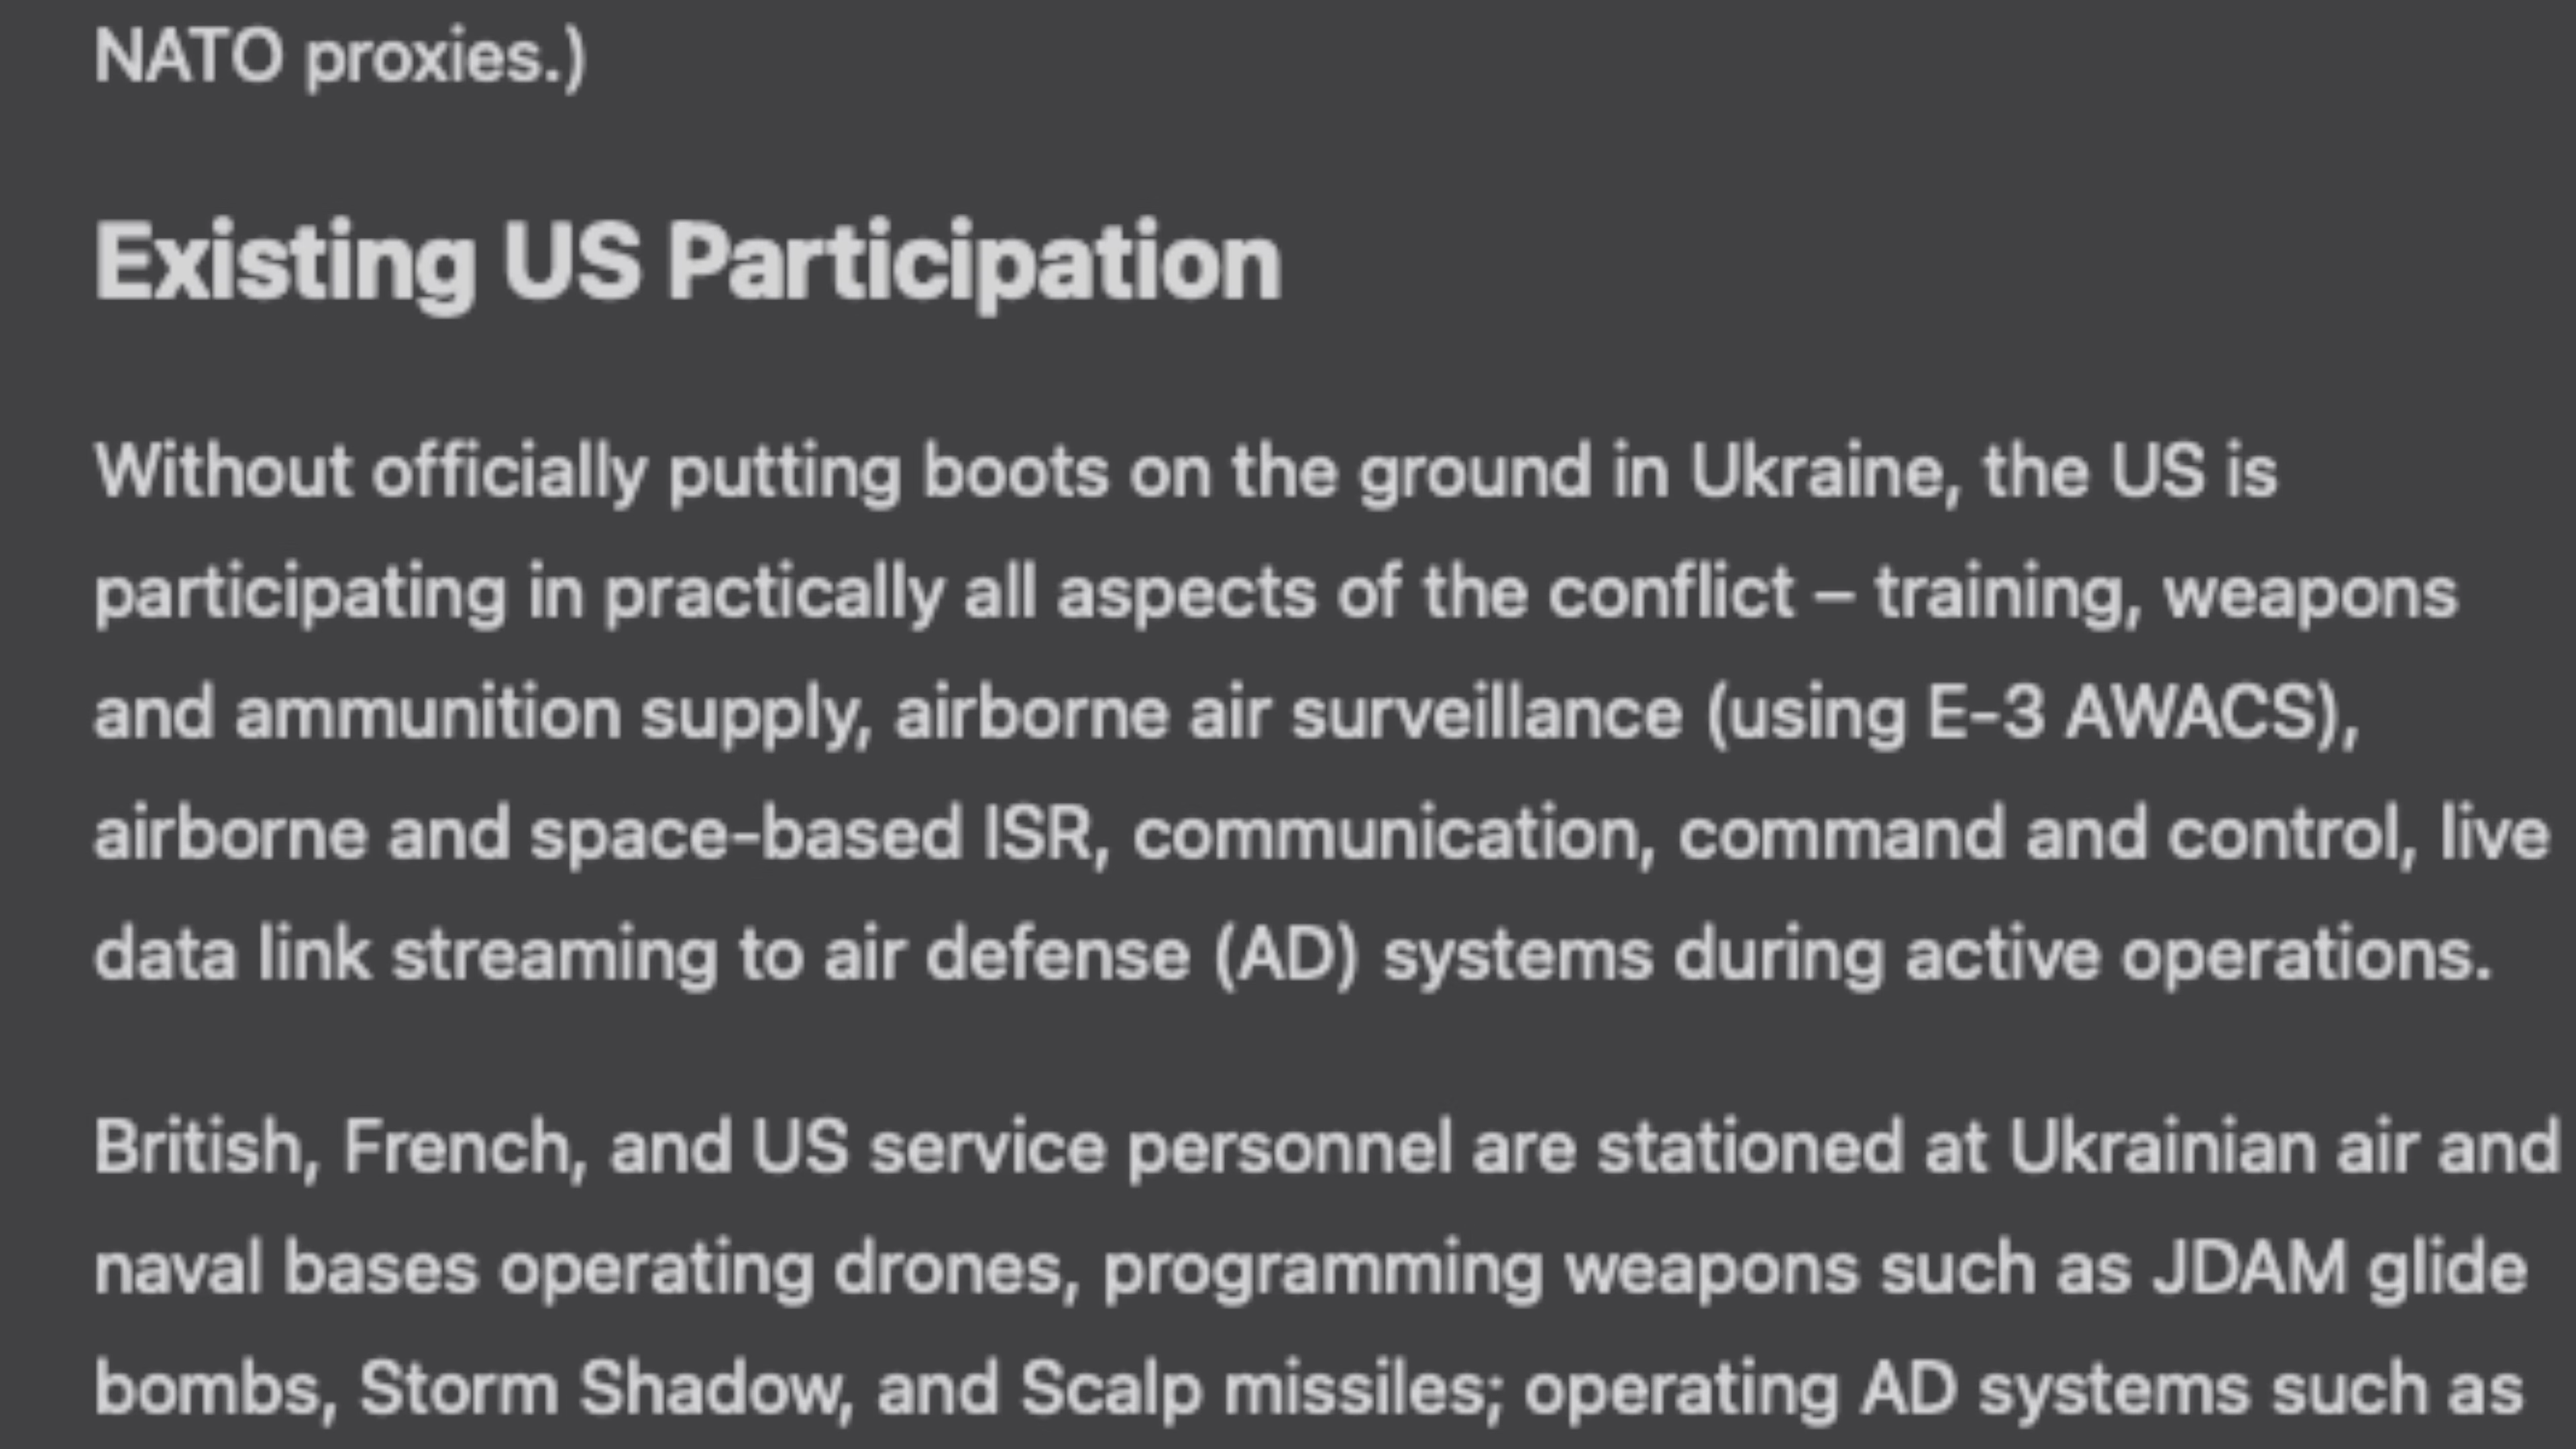 NATO proxies.)
Existing US Participation
Without officially putting boots on the ground in Ukraine, the US is
participating in practically all aspects of the conflict – training, weapons
and ammunition supply, airborne air surveillance (using E-3 AWACS),
airborne and space-based ISR, communication, command and control, live
data link streaming to air defense (AD) systems during active operations.
British, French, and US service personnel are stationed at Ukrainian air and
naval bases operating drones, programming weapons such as JDAM glide
bombs, Storm Shadow, and Scalp missiles; operating AD systems such as